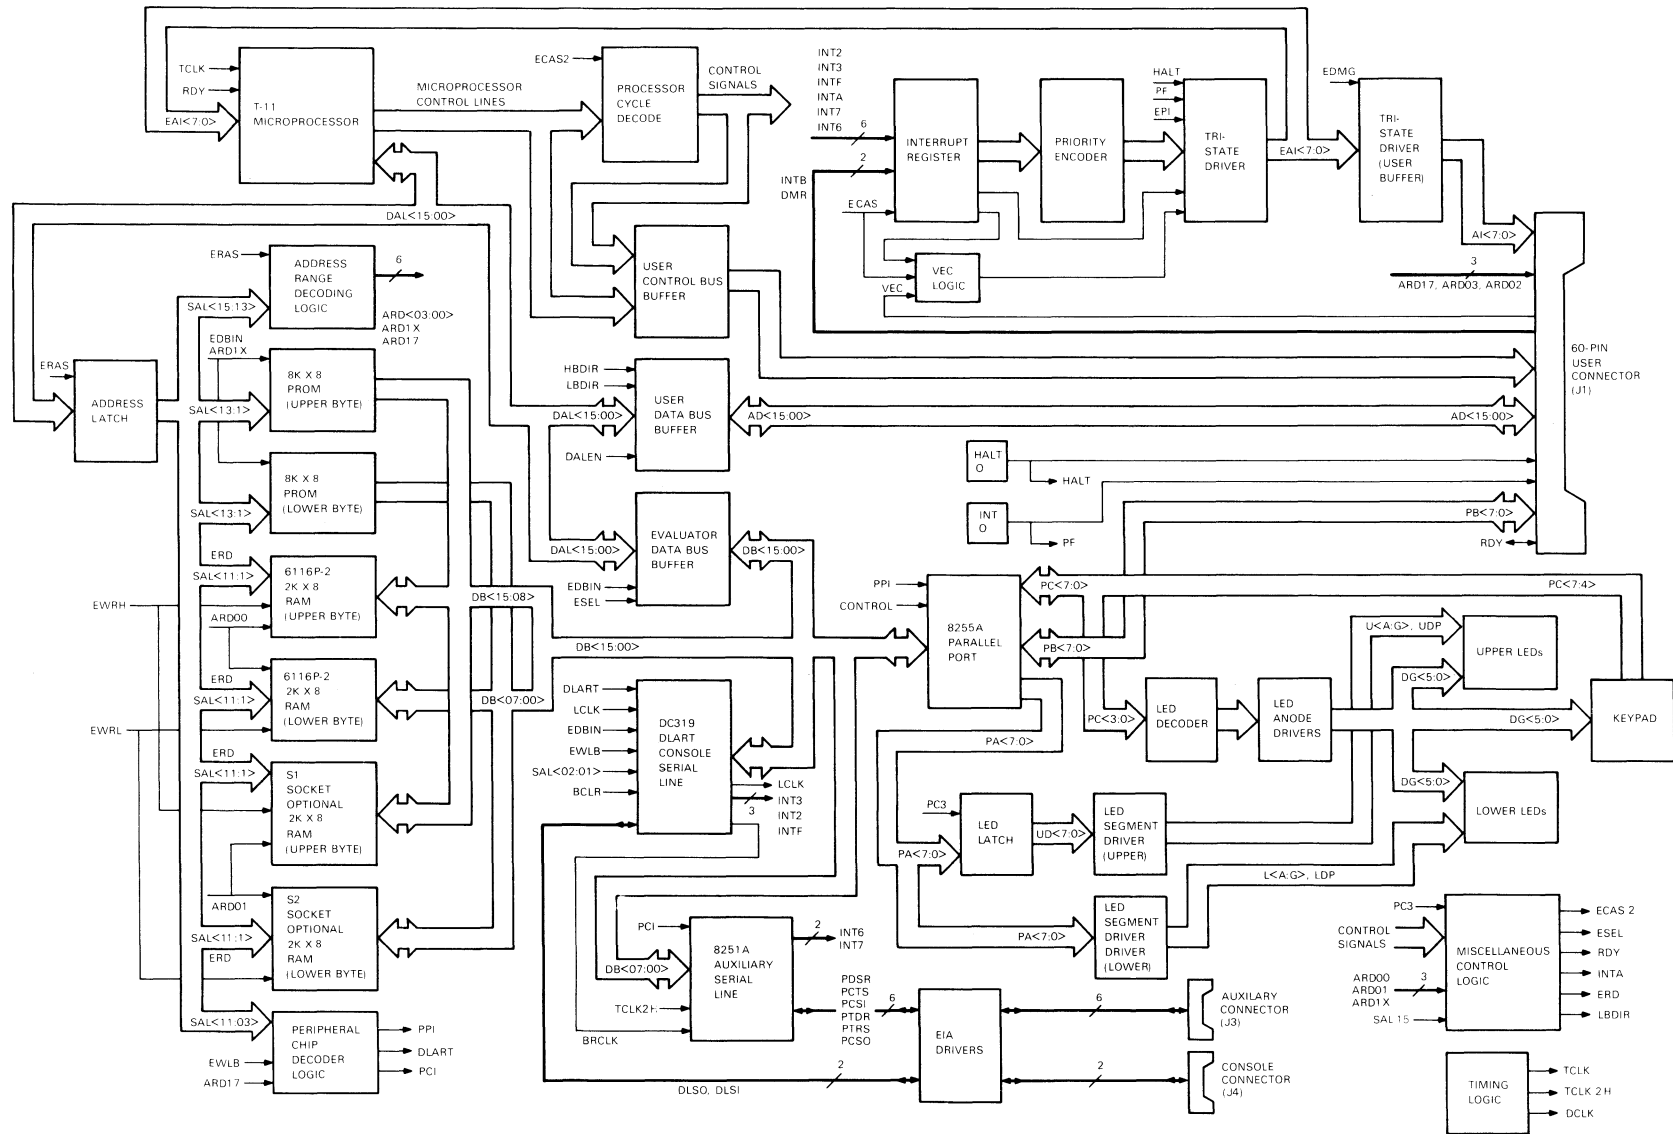 TCLK
RDY
EAI<7:0>
T-11
MICROPROCESSOR
MICROPROCESSOR
CONTROL LINES
ECAS2
PROCESSOR
CYCLE
DECODE
CONTROL
SIGNALS
INT2
INT3
INTF
INTA
INT7
INT6
6
2
INTB
DMR
ECAS
INTERRUPT
REGISTER
PRIORITY
ENCODER
HALT
PF
EPI
TRI-
STATE
DRIVER
EAI<7:0>
EDMG
TRI-
STATE
DRIVER
(USER
BUFFER)
AI<7:0>
VEC
VEC
LOGIC
3
ARD17, ARD03, ARD02
60-PIN
USER
CONNECTOR
(J1)
DAL<15:00>
ERAS
SAL<15:13>
ADDRESS
RANGE
DECODING
LOGIC
6
ARD<03:00>
ARD1X
ARD17
USER
CONTROL BUS
BUFFER
ERAS
ADDRESS
LATCH
EDBIN
ARD1X
8K X 8
PROM
(UPPER BYTE)
SAL<13:1>
8K X 8
PROM
(LOWER BYTE)
SAL<13:1>
HBDIR
LBDIR
DAL<15:00>
DALEN
USER
DATA BUS
BUFFER
AD<15:00>
AD<15:00>
HALT
O
HALT
INT
O
PF
PB<7:0>
RDY
ERD
SAL<11:1>
EWRH
ARD00
6116P-2
2K X 8
RAM
(UPPER BYTE)
DB<15:08>
DAL<15:00>
EDBIN
ESEL
EVALUATOR
DATA BUS
BUFFER
DB<15:00>
PPI
CONTROL
8255A
PARALLEL
PORT
PC<7:0>
PB<7:0>
PC<7:4>
DB<15:00>
U<A:G>, UDP
UPPER LEDs
DG<5:0>
ERD
SAL<11:1>
EWRL
6116P-2
2K X 8
RAM
(LOWER BYTE)
DB<07:00>
DLART
LCLK
EDBIN
EWLB
SAL<02:01>
BCLR
DC319
DLART
CONSOLE
SERIAL
LINE
LCLK
INT3
3
INT2
INTF
PA<7:0>
PC<3:0>
LED
DECODER
LED
ANODE
DRIVERS
DG<5:0>
KEYPAD
DG<5:0>
LOWER LEDs
ERD
SAL<11:1>
S1
SOCKET
OPTIONAL
2K X 8
RAM
(UPPER BYTE)
PC3
PA<7:0>
LED
LATCH
UD<7:0>
LED
SEGMENT
DRIVER
(UPPER)
L<A:G>, LDP
ARD01
SAL<11:1>
ERD
S2
SOCKET
OPTIONAL
2K X 8
RAM
(LOWER BYTE)
PA<7:0>
LED
SEGMENT
DRIVER
DRIVER
(LOWER)
PCI
8251A
AUXILIARY
SERIAL
LINE
2
INT6
INT7
DB<07:00>
TCLK2H
BRCLK
PDSR
PCTS
PCSI
PTDR
PTRS
PCSO
6
EIA
DRIVERS
6
AUXILARY
CONNECTOR
(J3)
2
CONSOLE
CONNECTOR
(J4)
2
DLSO, DLSI
PC3
CONTROL
SIGNALS
ARD00
ARD01
ARD1X
3
SAL 15
MISCELLANEOUS
CONTROL
LOGIC
ECAS 2
ESEL
RDY
INTA
ERD
LBDIR
SAL<11:03>
EWLB
ARD17
PERIPHERAL
CHIP
DECODER
LOGIC
PPI
DLART
PCI
TIMING
LOGIC
TCLK
TCLK 2H
DCLK